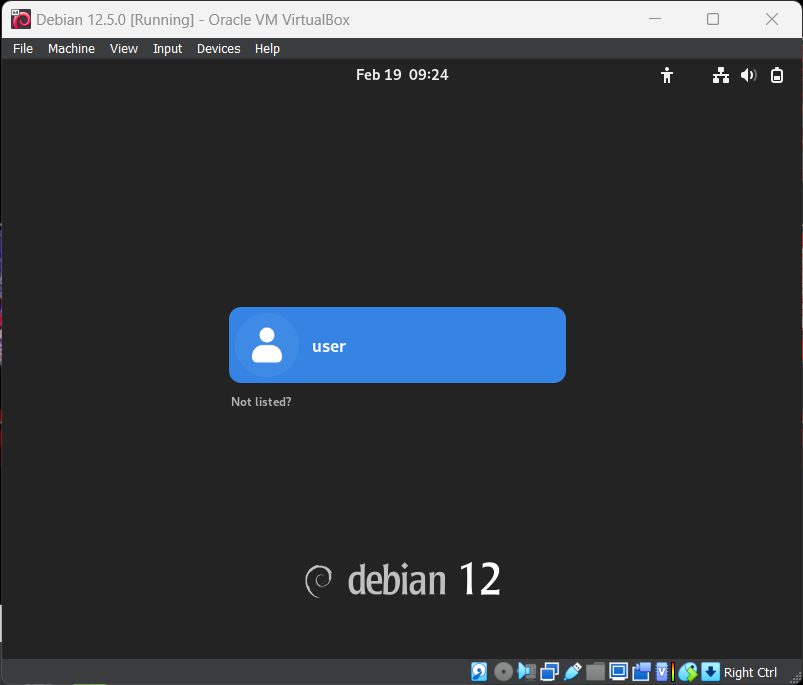 Debian 12.5.0 [Running] - Oracle VM VirtualBox
File Machine View Input Devices Help
Feb 19 09:24
user
Not listed?
debian 12
Right Ctrl